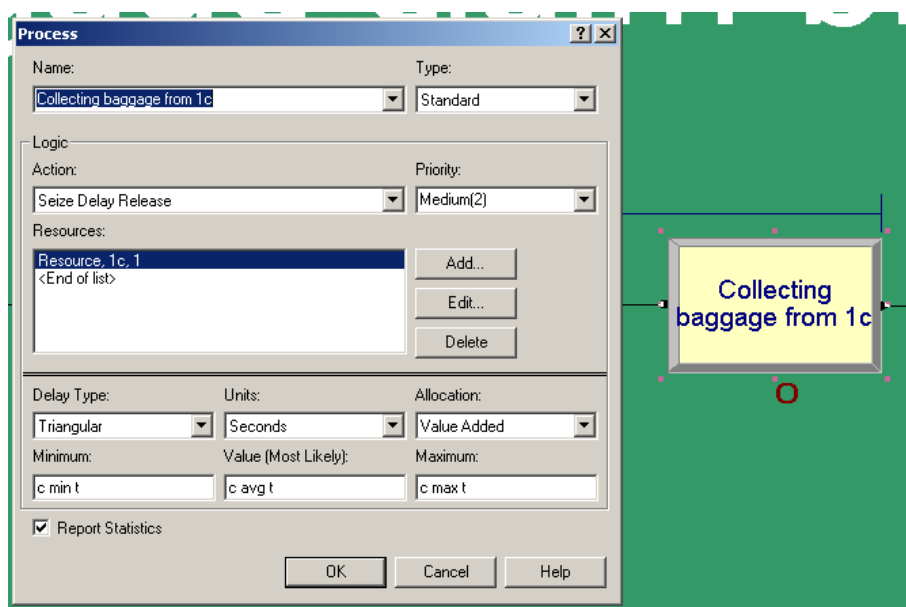 Process
Name:
Type:
Collecting baggage from 1c
Standard
Logic
Action:
Priority:
Seize Delay Release
Medium(2)
Resources:
Resource, 1c, 1
<End of list>
Add...
Edit...
Delete
Collecting
baggage from 1c
0
Delay Type:
Units:
Allocation:
Triangular
Seconds
Value Added
Minimum:
Value (Most Likely):
Maximum:
c min t
c avg t
c max t
Report Statistics
OK
Cancel
Help